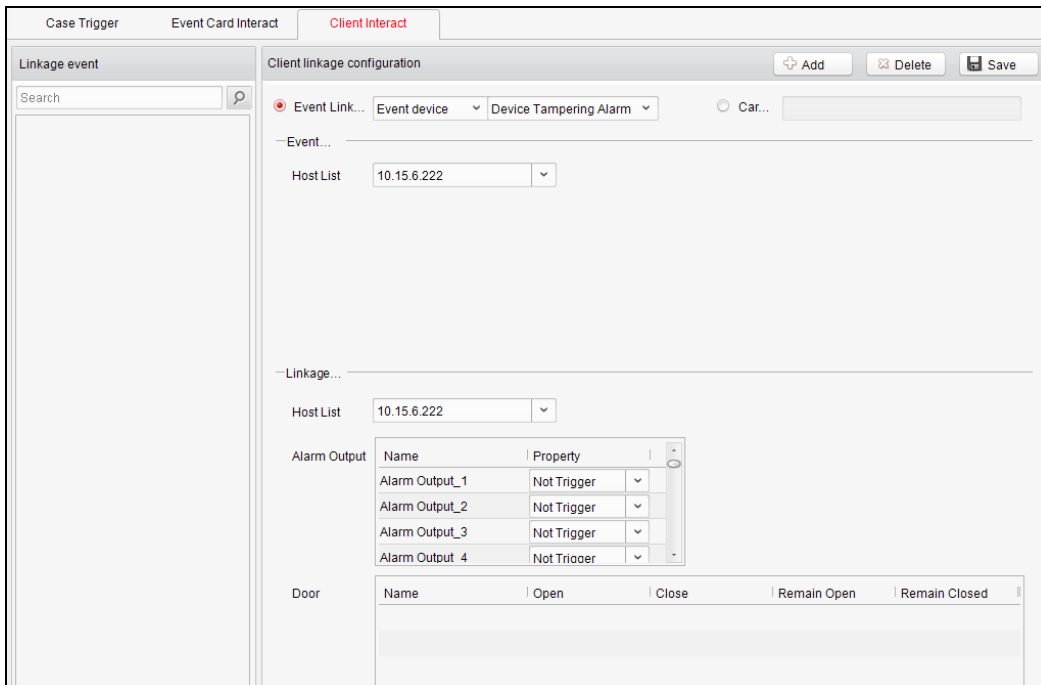 Case Trigger Event Card Interact Client Interact
Linkage event
Search
Client linkage configuration Add Delete Save
Event Link... Event device Device Tampering Alarm Car...
Event...
Host List 10.15.6.222
Linkage...
Host List 10.15.6.222
Alarm Output Name Property
Alarm Output_1 Not Trigger
Alarm Output_2 Not Trigger
Alarm Output_3 Not Trigger
Alarm Output_4 Not Trigger
Door Name Open Close Remain Open Remain Closed